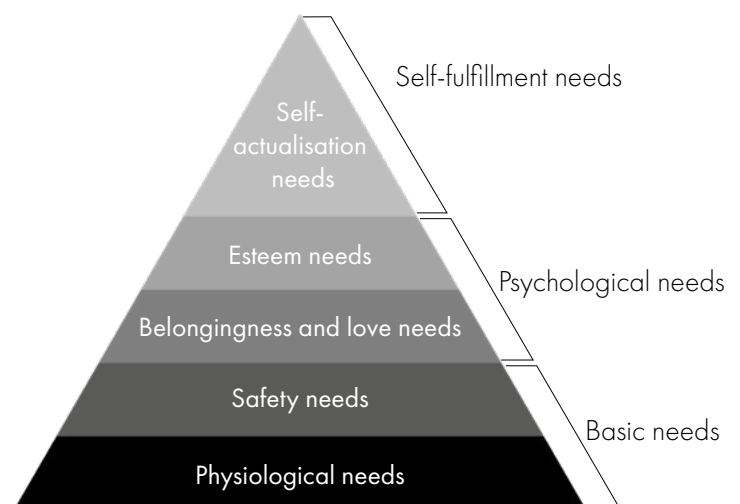 Self-fulfillment needs
Self-
actualisation
needs
Esteem needs
Psychological needs
Belongingness and love needs
Safety needs
Basic needs
Physiological needs